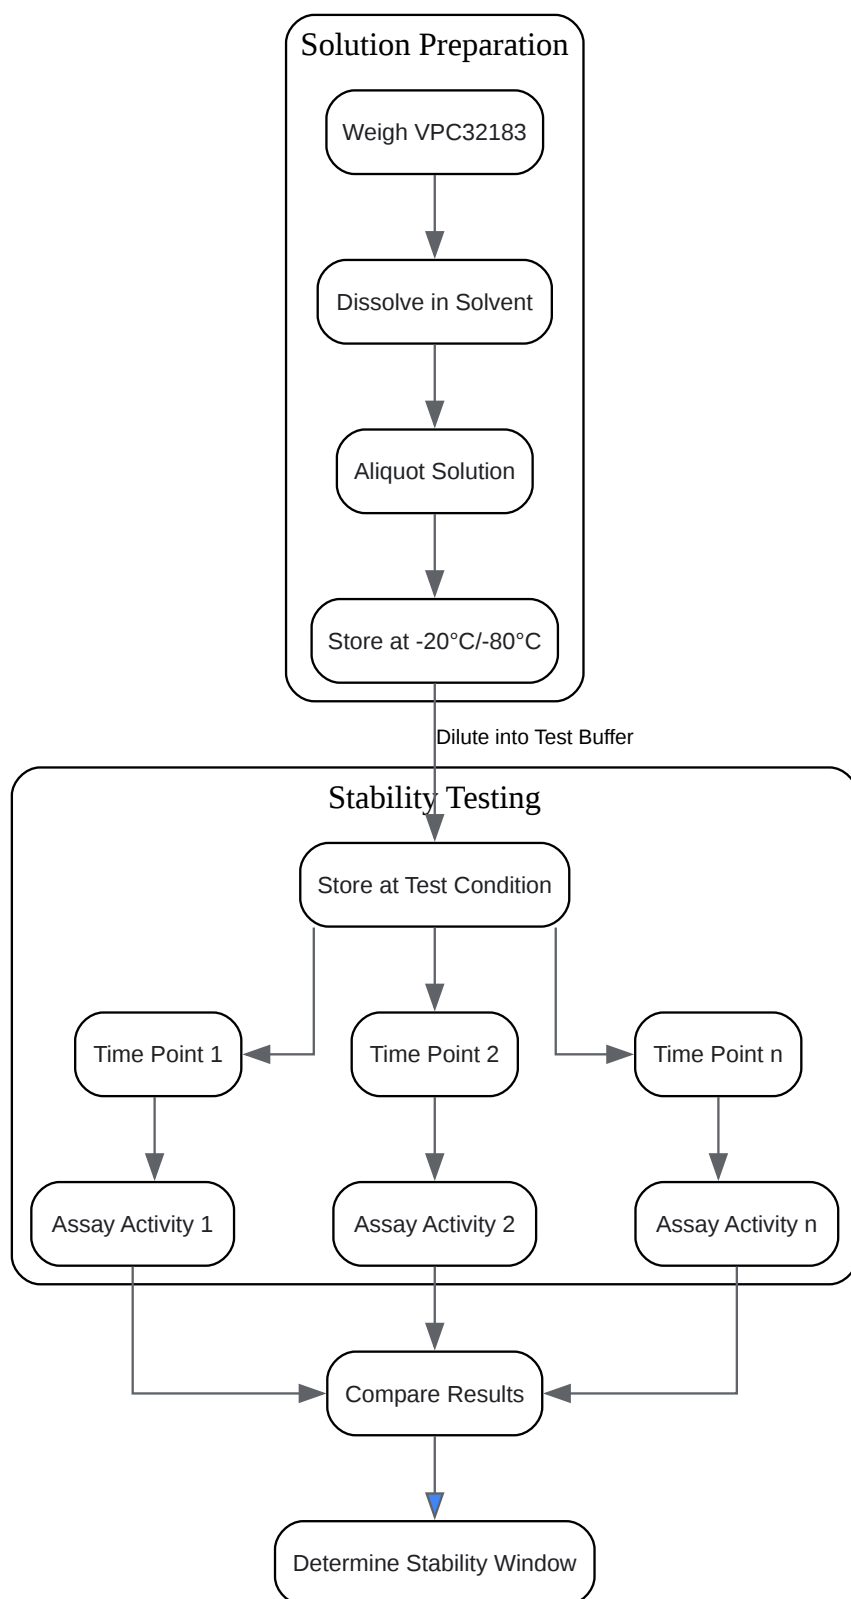 Solution Preparation
Weigh VPC32183
Dissolve in Solvent
Aliquot Solution
Store at -20°C/-80°C
Dilute into Test Buffer
Stability Testing
Store at Test Condition
Time Point 1
Time Point 2
Time Point n
Assay Activity 1
Assay Activity 2
Assay Activity n
Compare Results
Determine Stability Window